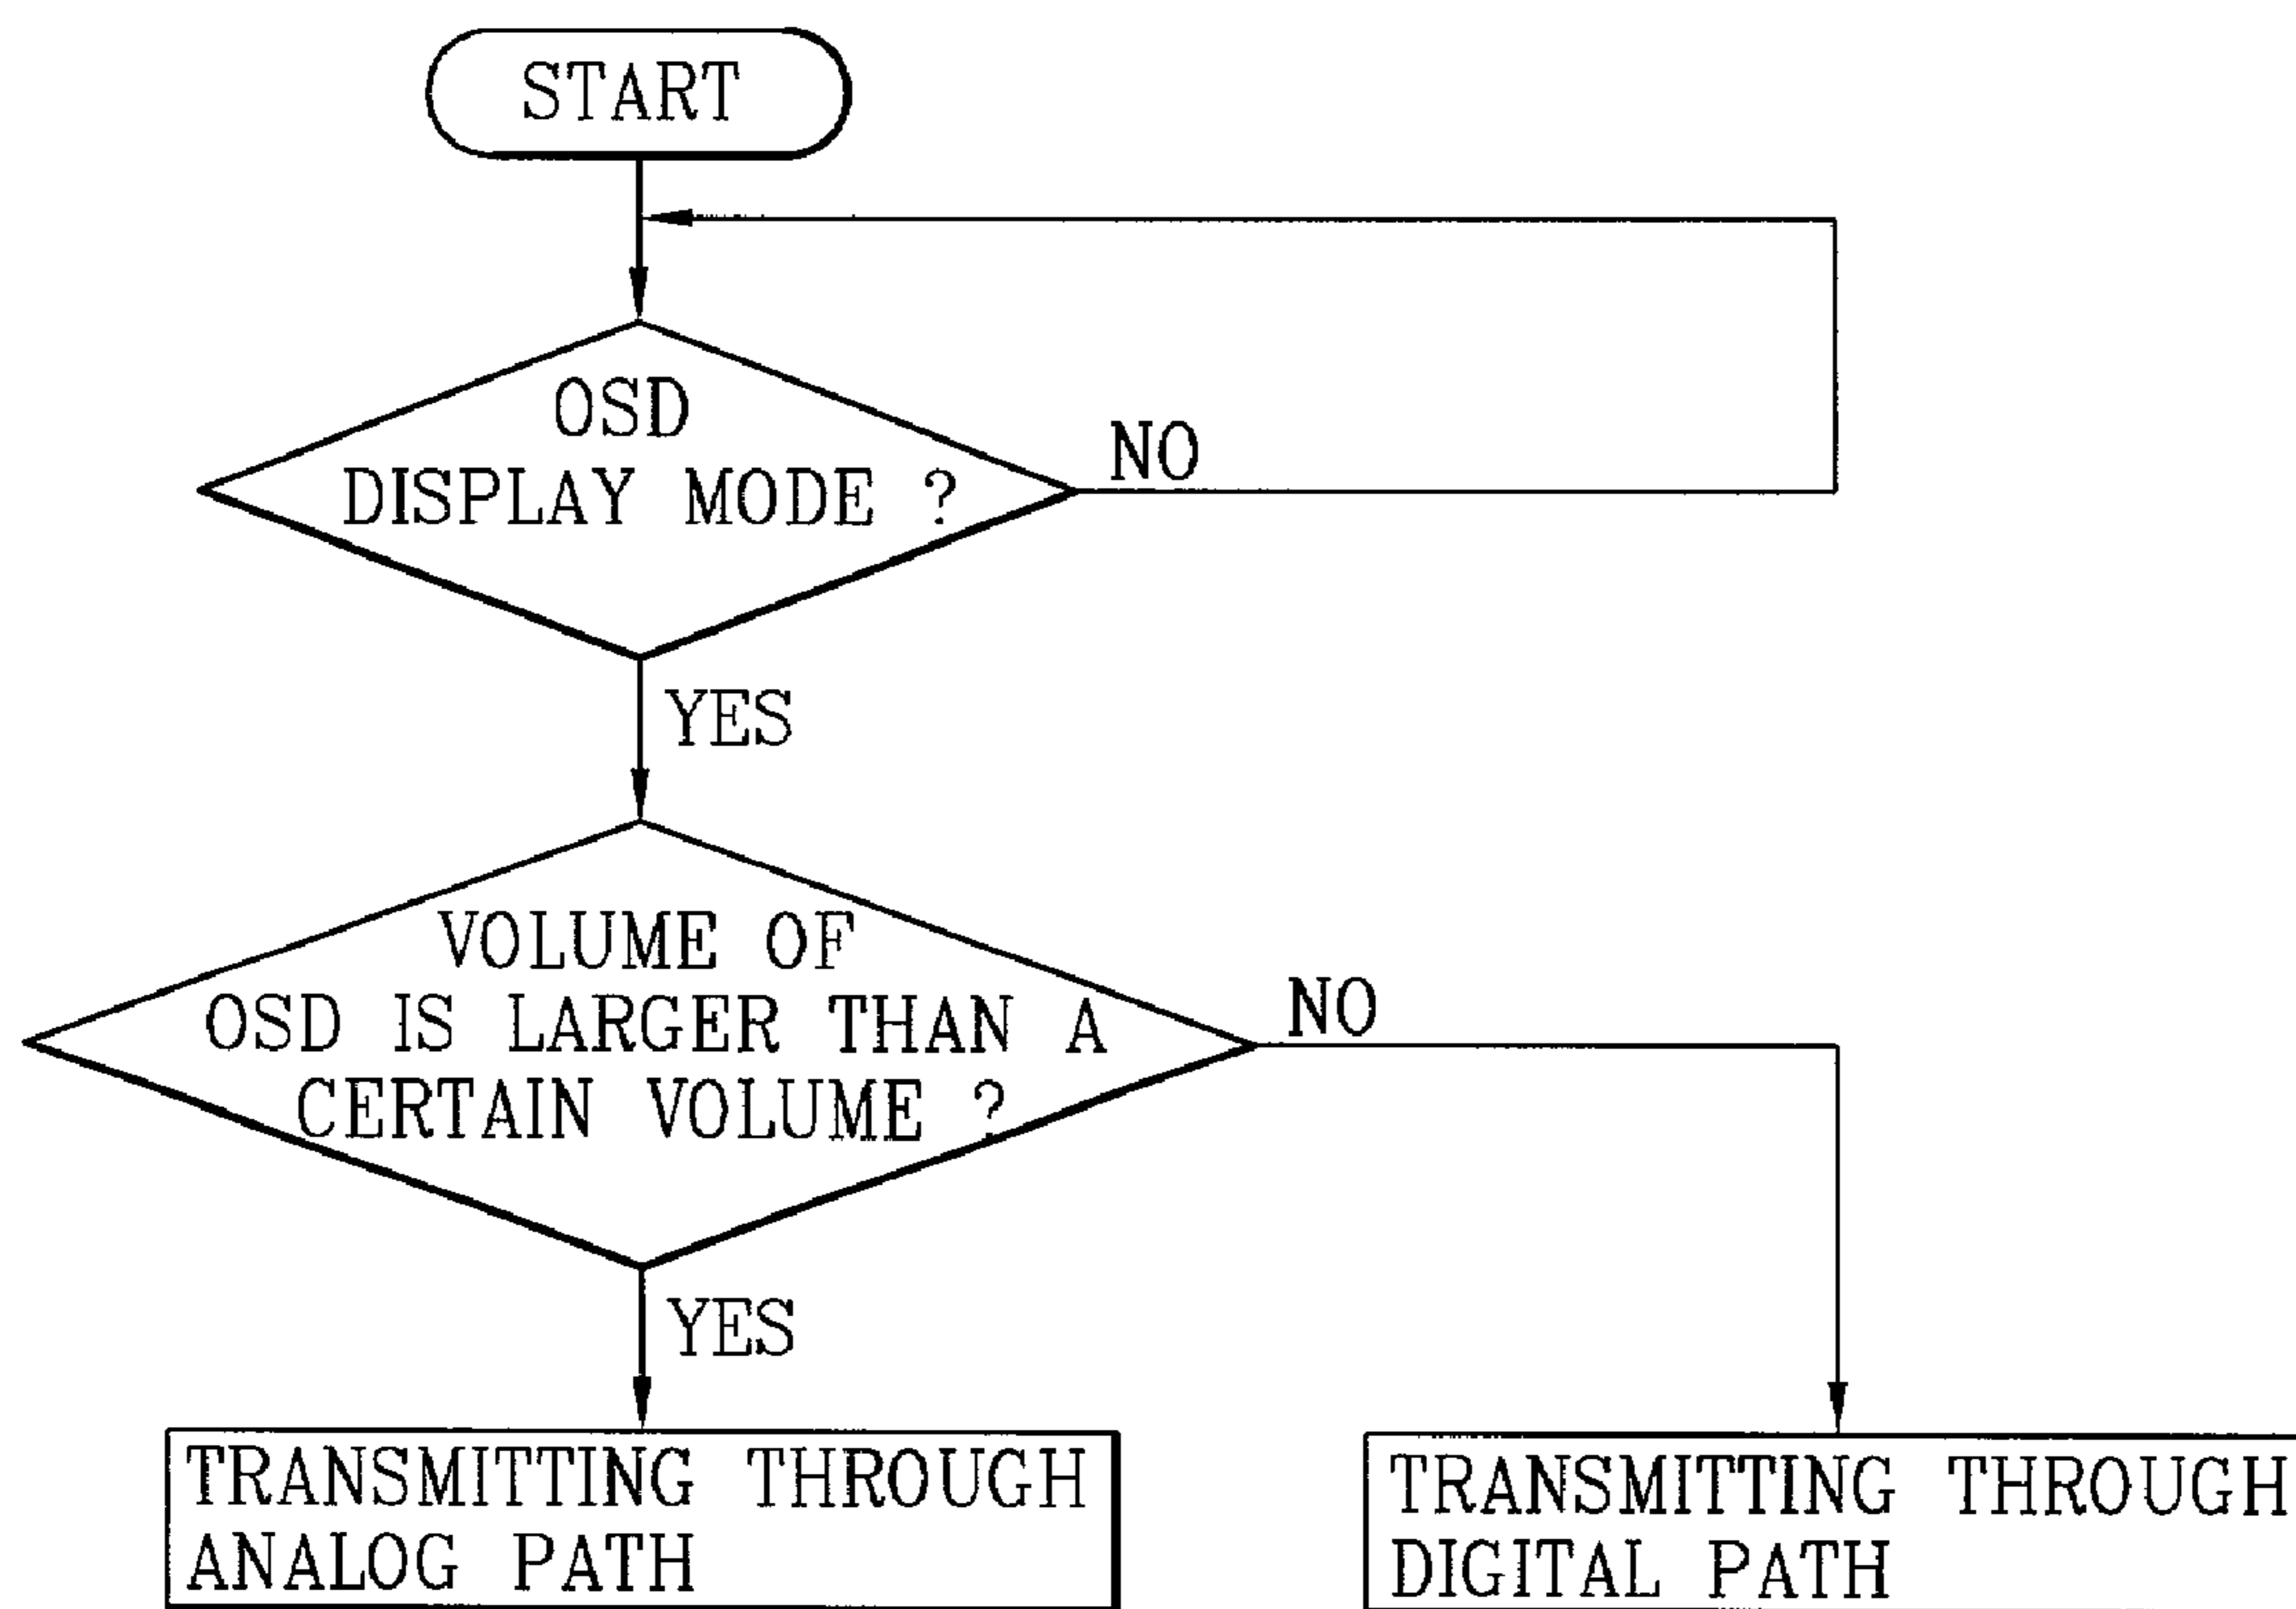 START
OSD
DISPLAY MODE ?
NO
YES
VOLUME OF
OSD IS LARGER THAN A
CERTAIN VOLUME ?
NO
YES
TRANSMITTING THROUGH
ANALOG PATH
TRANSMITTING THROUGH
DIGITAL PATH